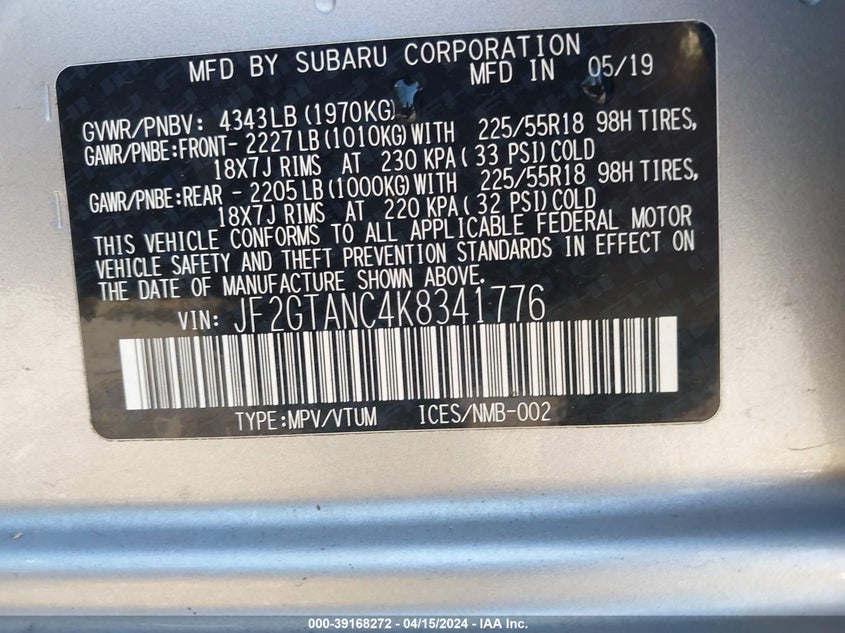 MFD BY SUBARU CORPORATION
MFD IN 05/19
GVWR/PNBV: 4343LB (1970KG)
GAWR/PNBE:FRONT- 2227LB (1010KG) WITH 225/55R18 98H TIRES,
18X7J RIMS AT 230 KPA ( 33 PSI) COLD
GAWR/PNBE:REAR - 2205LB (1000KG) WITH 225/55R18 98H TIRES,
18X7J RIMS AT 220 KPA ( 32 PSI) COLD
THIS VEHICLE CONFORMS TO ALL APPLICABLE FEDERAL MOTOR
VEHICLE SAFETY AND THEFT PREVENTION STANDARDS IN EFFECT ON
THE DATE OF MANUFACTURE SHOWN ABOVE.
VIN: JF2GTANC4K8341776
TYPE:MPV/VTUM ICES/NMB-002
000-39168272 - 04/15/2024 - IAA Inc.